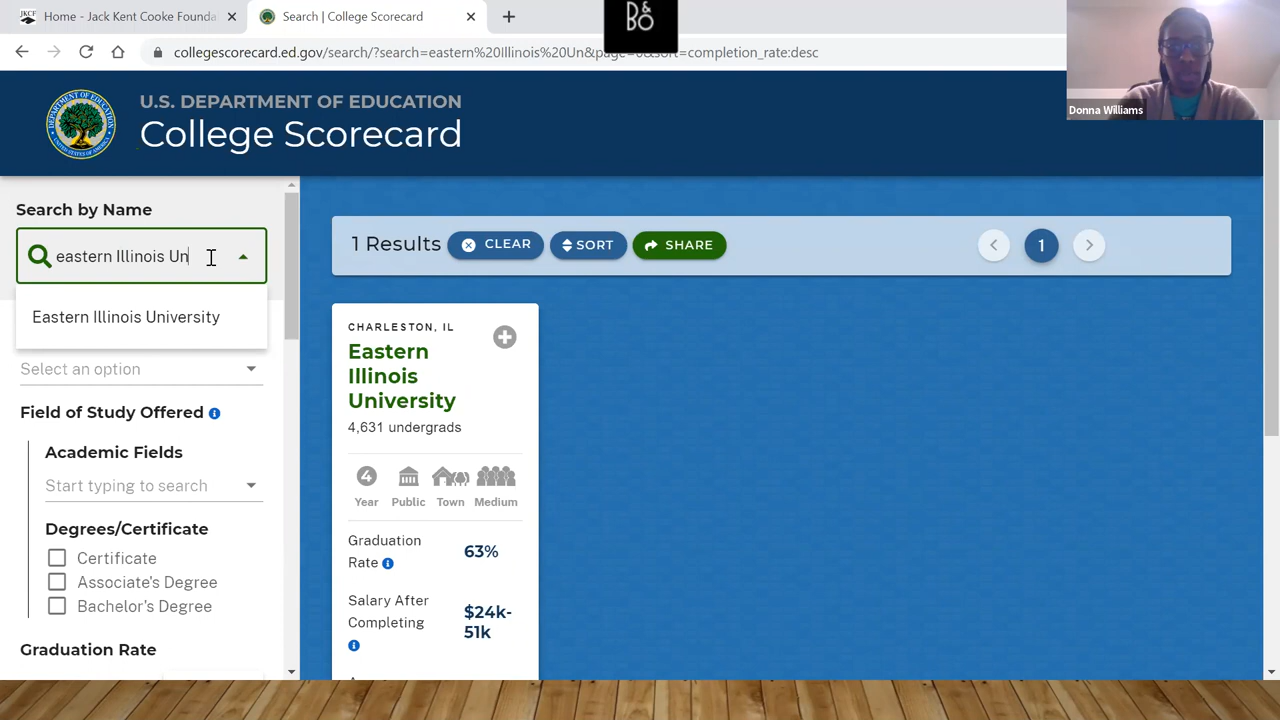 JKCF
Home - Jack Kent Cooke Founda
Search | College Scorecard
D&
BO
collegescorecard.ed.gov/search/?search=eastern%20Illinois%20Un&page=0&sort=completion_rate:desc
Donna Williams
U.S. DEPARTMENT OF EDUCATION
College Scorecard
Search by Name
eastern Illinois Un
Eastern Illinois University
Select an option
Field of Study Offered
Academic Fields
Start typing to search
Degrees/Certificate
Certificate
Associate's Degree
Bachelor's Degree
Graduation Rate
1 Results
CLEAR
SORT
SHARE
1
CHARLESTON, IL
Eastern
Illinois
University
4,631 undergrads
4
Year
Public
Town
Medium
Graduation
Rate
63%
Salary After
Completing
$24k-
51k